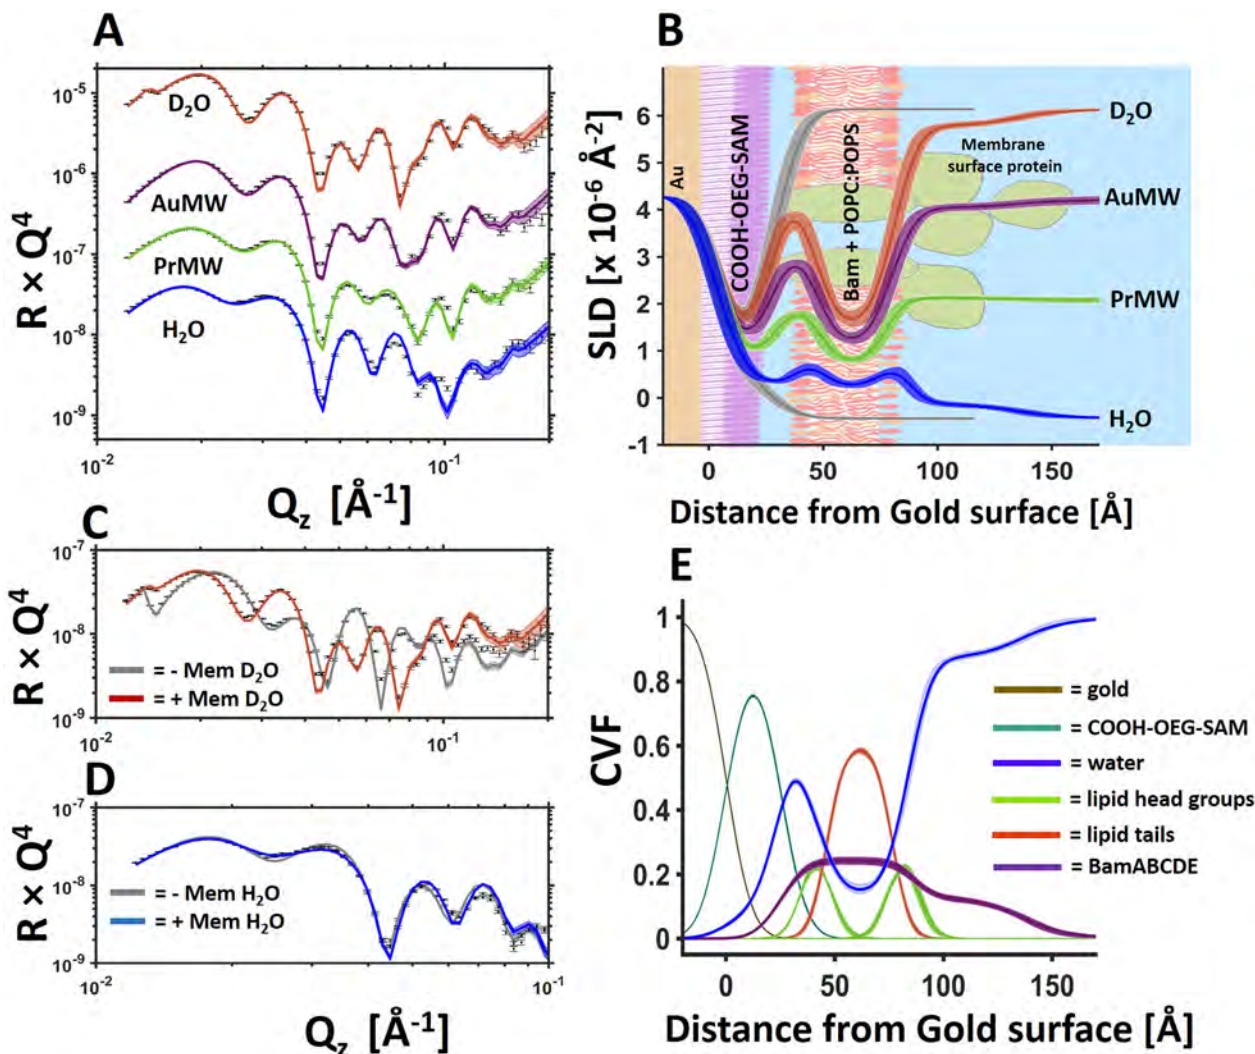 A
10⁻⁵
10⁻⁶
10⁻⁷
10⁻⁸
10⁻⁹
R × Q⁴
D₂O
AuMW
PrMW
H₂O
10⁻²
10⁻¹
Q_z [Å⁻¹]
B
6
5
4
3
2
1
0
-1
SLD [x 10⁻⁶ Å⁻²]
Au
COOH-OEG-SAM
Bam + POPC:POPS
Membrane
surface protein
D₂O
AuMW
PrMW
H₂O
0
50
100
150
Distance from Gold surface [Å]
C
10⁻⁷
10⁻⁸
10⁻⁹
R × Q⁴
= - Mem D₂O
= + Mem D₂O
10⁻²
10⁻¹
D
10⁻⁷
10⁻⁸
10⁻⁹
R × Q⁴
= - Mem H₂O
= + Mem H₂O
10⁻²
10⁻¹
Q_z [Å⁻¹]
E
1
0.8
0.6
0.4
0.2
0
CVF
= gold
= COOH-OEG-SAM
= water
= lipid head groups
= lipid tails
= BamABCDE
0
50
100
150
Distance from Gold surface [Å]